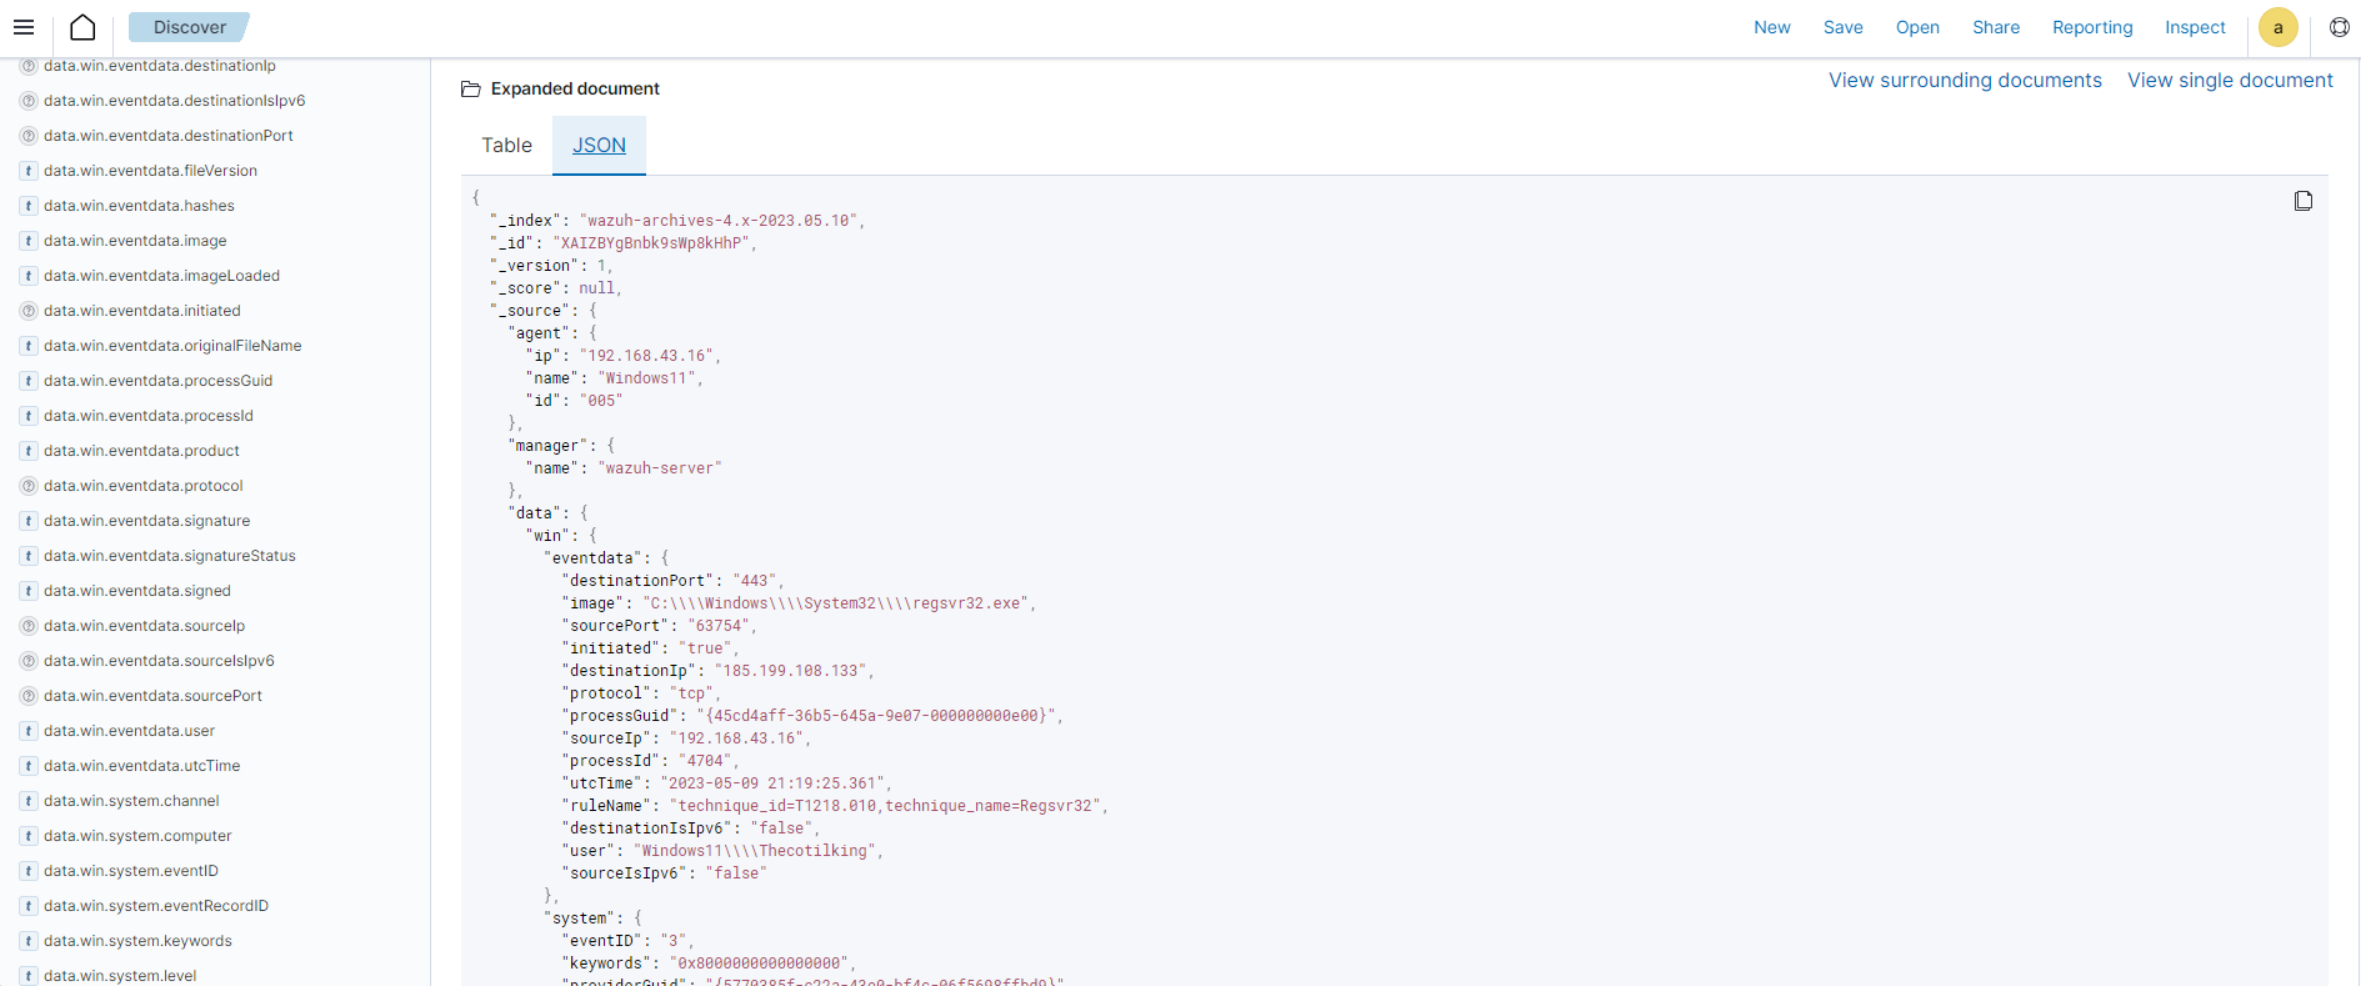 Discover
New Save Open Share Reporting Inspect a
data.win.eventdata.destinationIp
data.win.eventdata.destinationIsIpv6
data.win.eventdata.destinationPort
t data.win.eventdata.fileVersion
t data.win.eventdata.hashes
t data.win.eventdata.image
t data.win.eventdata.imageLoaded
data.win.eventdata.initiated
t data.win.eventdata.originalFileName
t data.win.eventdata.processGuid
t data.win.eventdata.processId
t data.win.eventdata.product
data.win.eventdata.protocol
t data.win.eventdata.signature
t data.win.eventdata.signatureStatus
t data.win.eventdata.signed
data.win.eventdata.sourceIp
data.win.eventdata.sourceIsIpv6
data.win.eventdata.sourcePort
t data.win.eventdata.user
t data.win.eventdata.utcTime
t data.win.system.channel
t data.win.system.computer
t data.win.system.eventID
t data.win.system.eventRecordID
t data.win.system.keywords
t data.win.system.level
Expanded document
View surrounding documents View single document
Table JSON
{
"_index": "wazuh-archives-4.x-2023.05.10",
"_id": "XAIZBYgBnbk9sWp8kHhP",
"_version": 1,
"_score": null,
"_source": {
"agent": {
"ip": "192.168.43.16",
"name": "Windows11",
"id": "005"
},
"manager": {
"name": "wazuh-server"
},
"data": {
"win": {
"eventdata": {
"destinationPort": "443",
"image": "C:\\\\Windows\\\\System32\\\\regsvr32.exe",
"sourcePort": "63754",
"initiated": "true",
"destinationIp": "185.199.108.133",
"protocol": "tcp",
"processGuid": "{45cd4aff-36b5-645a-9e07-000000000e00}",
"sourceIp": "192.168.43.16",
"processId": "4704",
"utcTime": "2023-05-09 21:19:25.361",
"ruleName": "technique_id=T1218.010,technique_name=Regsvr32",
"destinationIsIpv6": "false",
"user": "Windows11\\\\Thecotilking",
"sourceIsIpv6": "false"
},
"system": {
"eventID": "3",
"keywords": "0x8000000000000000",
"providerGuid": "{5770385f-c22a-43e0-bf4c-06f5698ffbd9}"